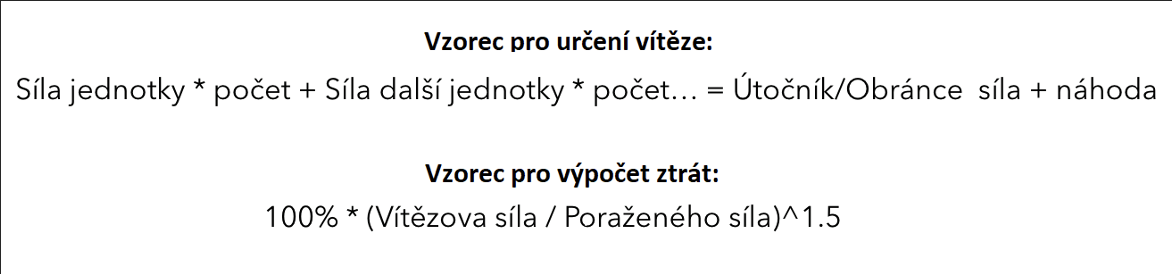 Vzorec pro určení vítěze:
Síla jednotky * počet + Síla další jednotky * počet… = Útočník/Obránce síla + náhoda
Vzorec pro výpočet ztrát:
100% * (Vítězova síla / Poraženého síla)^1.5